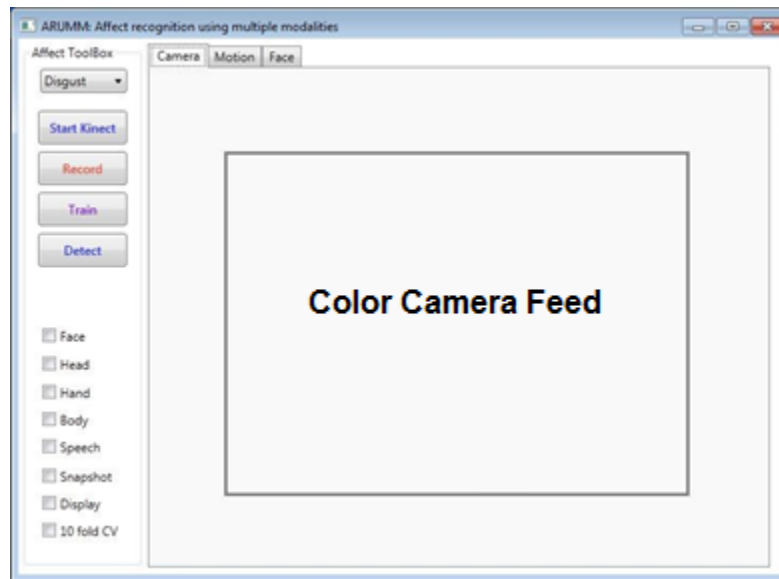 ARUMM: Affect recognition using multiple modalities
Affect ToolBox
Disgust
Start Kinect
Record
Train
Detect
Face
Head
Hand
Body
Speech
Snapshot
Display
10 fold CV
Camera Motion Face
Color Camera Feed